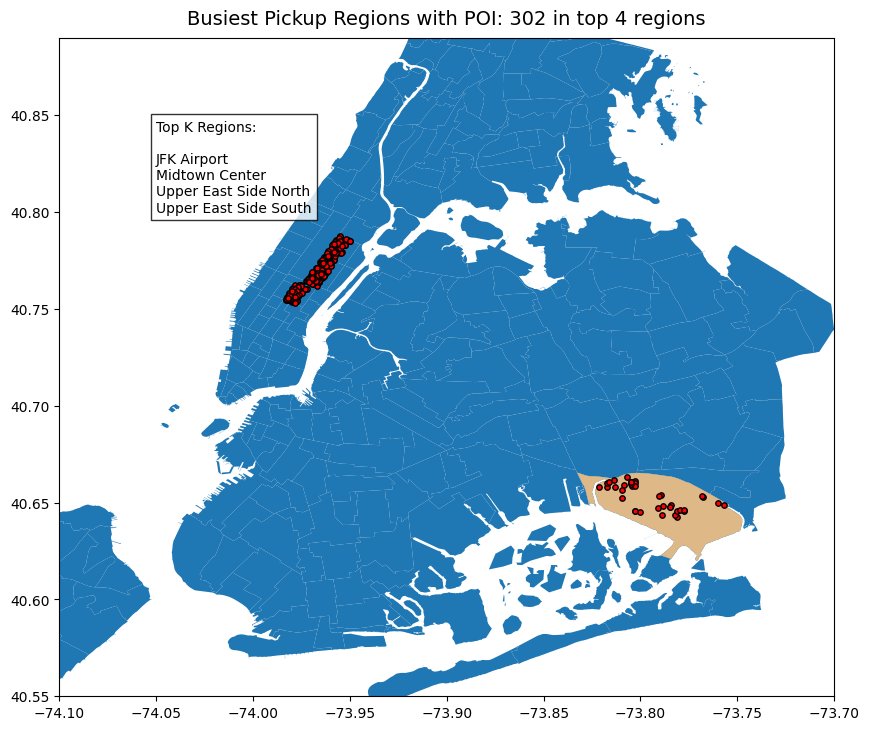 Busiest Pickup Regions with POI: 302 in top 4 regions
Top K Regions:
JFK Airport
Midtown Center
Upper East Side North
Upper East Side South
40.85
40.80
40.75
40.70
40.65
40.60
40.55
−74.10
−74.05
−74.00
−73.95
−73.90
−73.85
−73.80
−73.75
−73.70